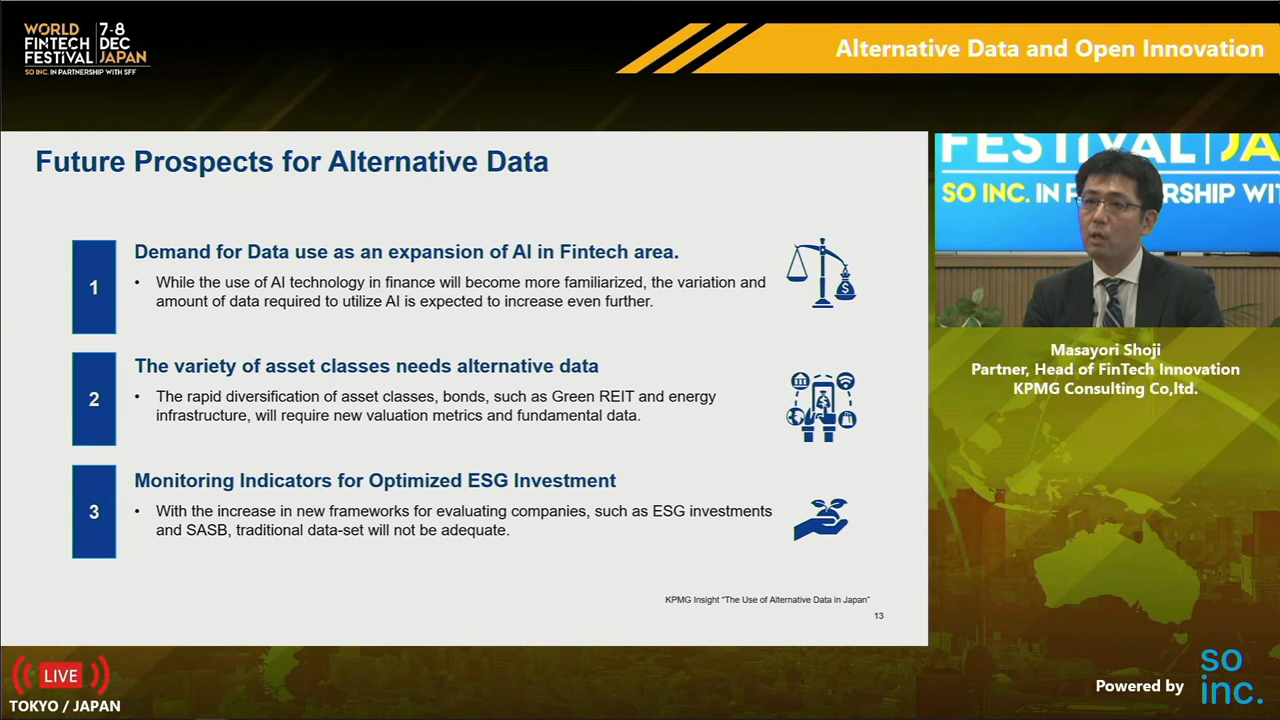 WORLD
FINTECH
FESTIVAL
7-8
DEC
JAPAN
SO INC. IN PARTNERSHIP WITH SFF
Alternative Data and Open Innovation
Future Prospects for Alternative Data
1
Demand for Data use as an expansion of AI in Fintech area.
• While the use of AI technology in finance will become more familiarized, the variation and
amount of data required to utilize AI is expected to increase even further.
2
The variety of asset classes needs alternative data
• The rapid diversification of asset classes, bonds, such as Green REIT and energy
infrastructure, will require new valuation metrics and fundamental data.
3
Monitoring Indicators for Optimized ESG Investment
• With the increase in new frameworks for evaluating companies, such as ESG investments
and SASB, traditional data-set will not be adequate.
KPMG Insight “The Use of Alternative Data in Japan”
13
FESTIVAL JA
SO INC. IN P RTNERSHIP WIT
Masayori Shoji
Partner, Head of FinTech Innovation
KPMG Consulting Co,ltd.
LIVE
TOKYO / JAPAN
Powered by
so
inc.